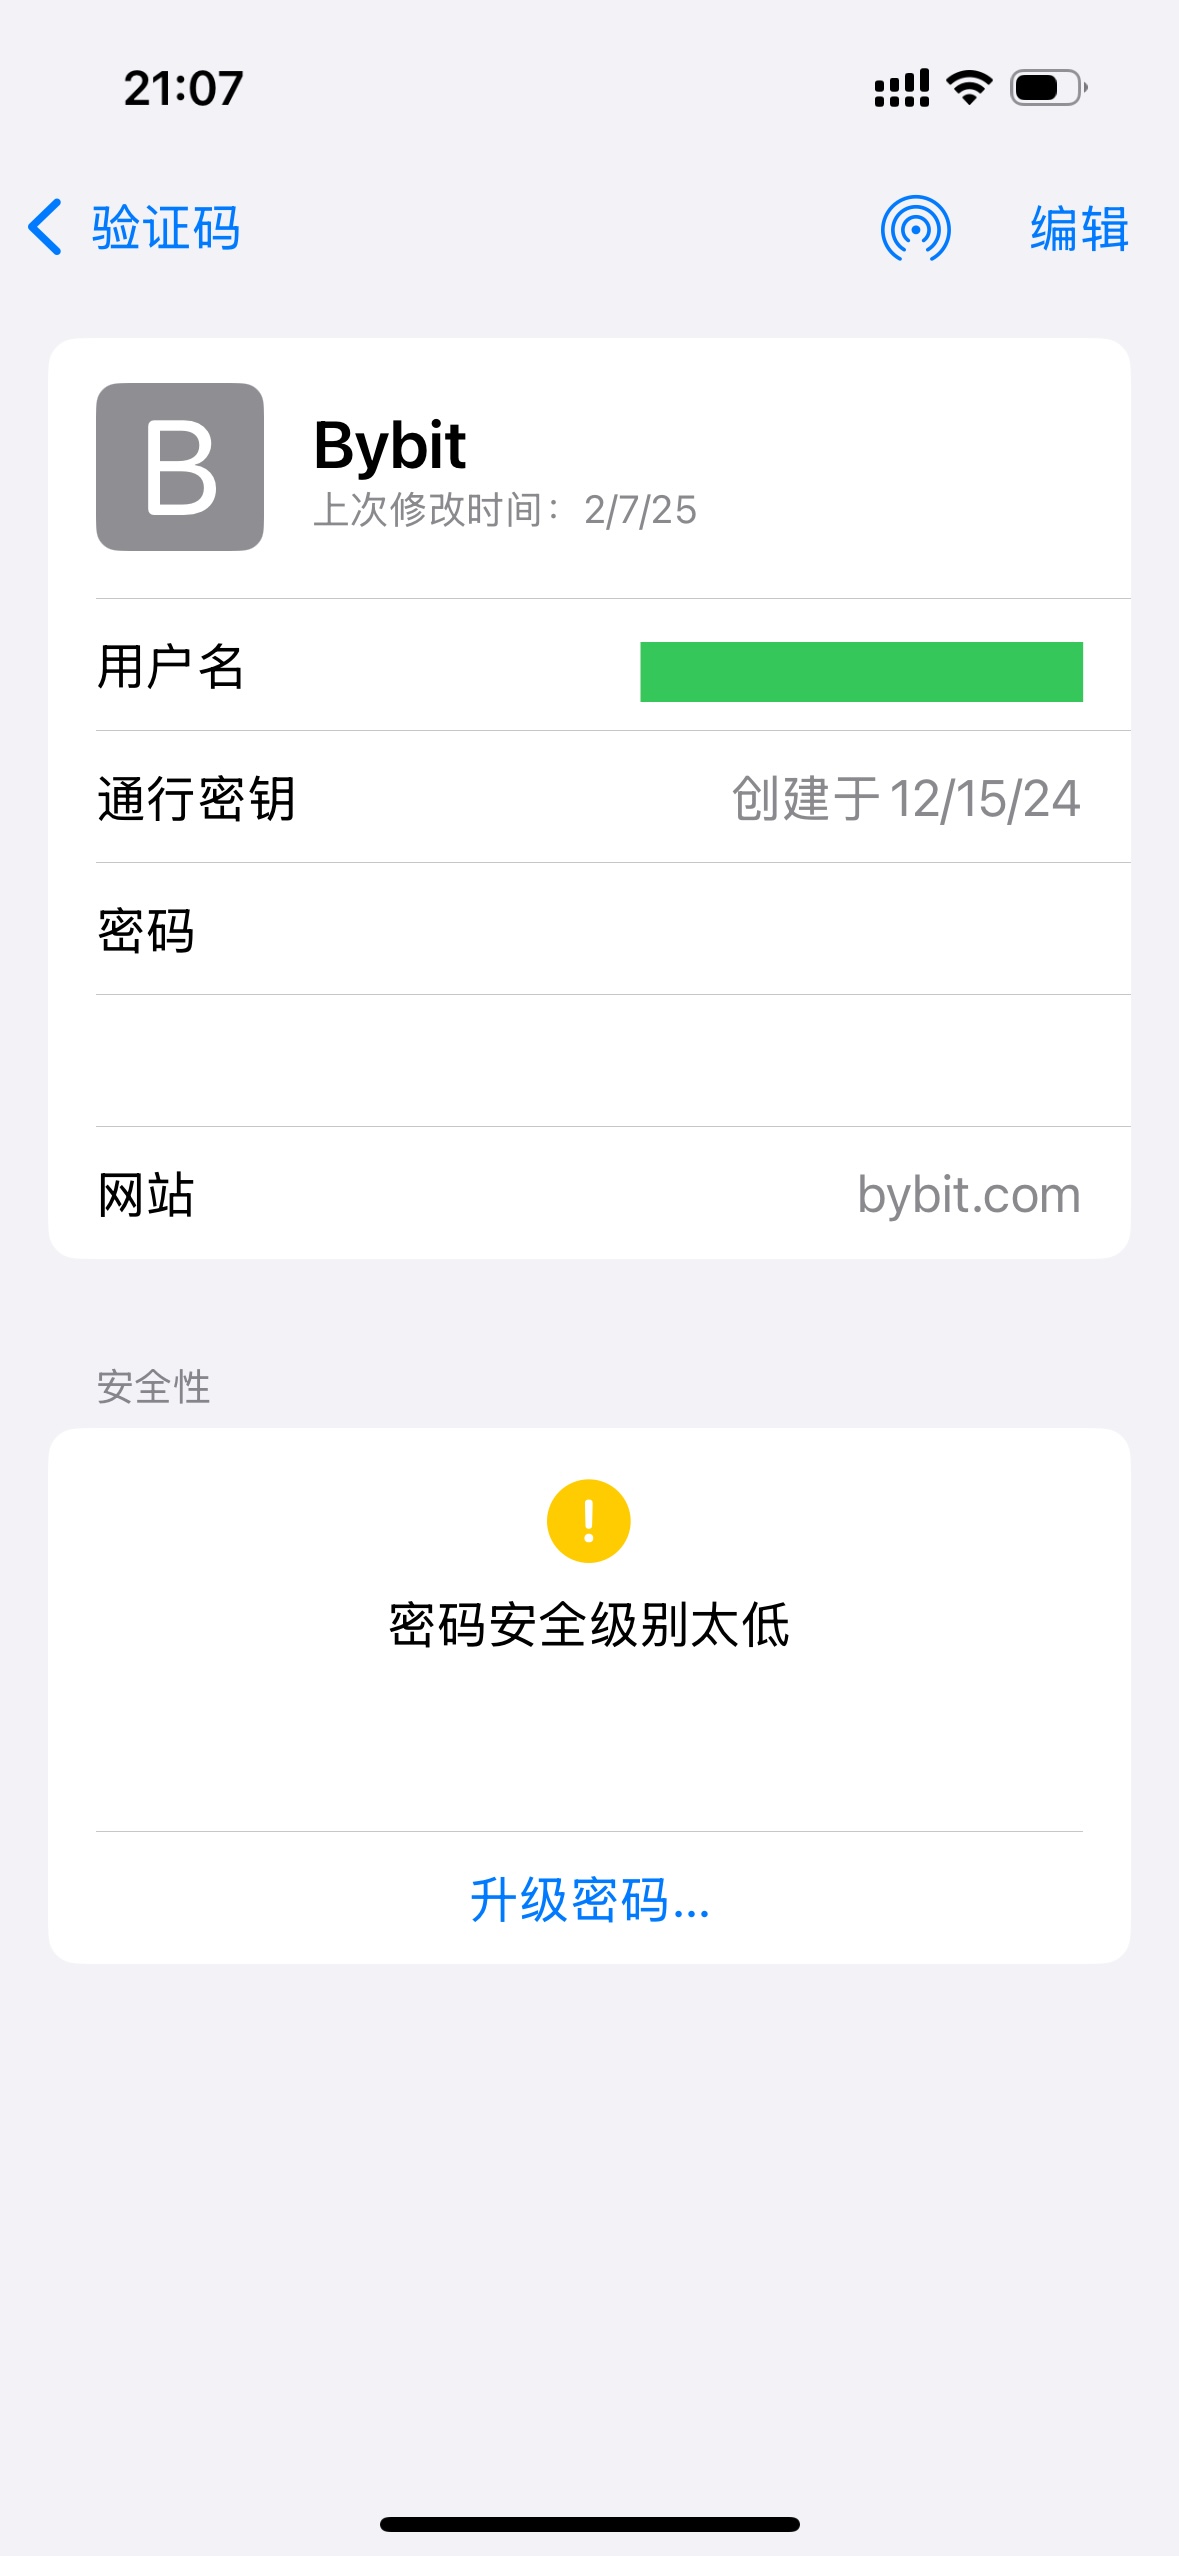 21:07
验证码
编辑
B
Bybit
上次修改时间：2/7/25
用户名
通行密钥
创建于 12/15/24
密码
网站
bybit.com
安全性
!
密码安全级别太低
升级密码...